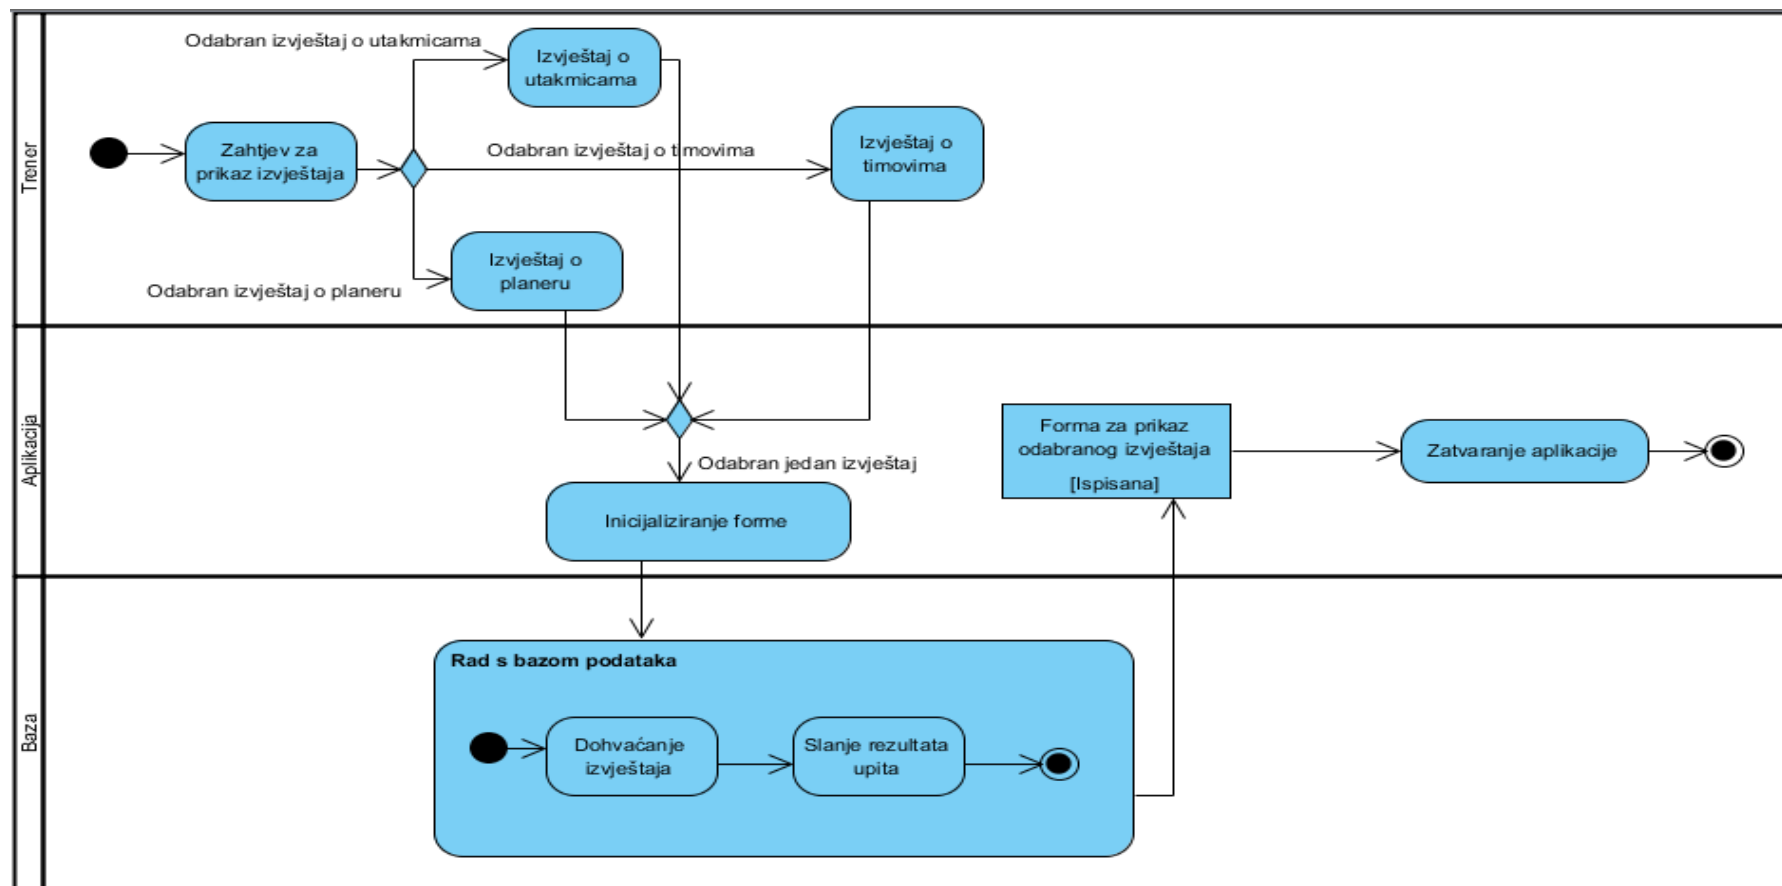 Trener
Odabran izvještaj o utakmicama
Izvještaj o
utakmicama
Zahtjev za
prikaz izvještaja
Odabran izvještaj o timovima
Izvještaj o
timovima
Izvještaj o
planeru
Odabran izvještaj o planeru
Aplikacija
Odabran jedan izvještaj
Inicijaliziranje forme
Forma za prikaz
odabranog izvještaja
[Ispisana]
Zatvaranje aplikacije
Baza
Rad s bazom podataka
Dohvaćanje
izvještaja
Slanje rezultata
upita